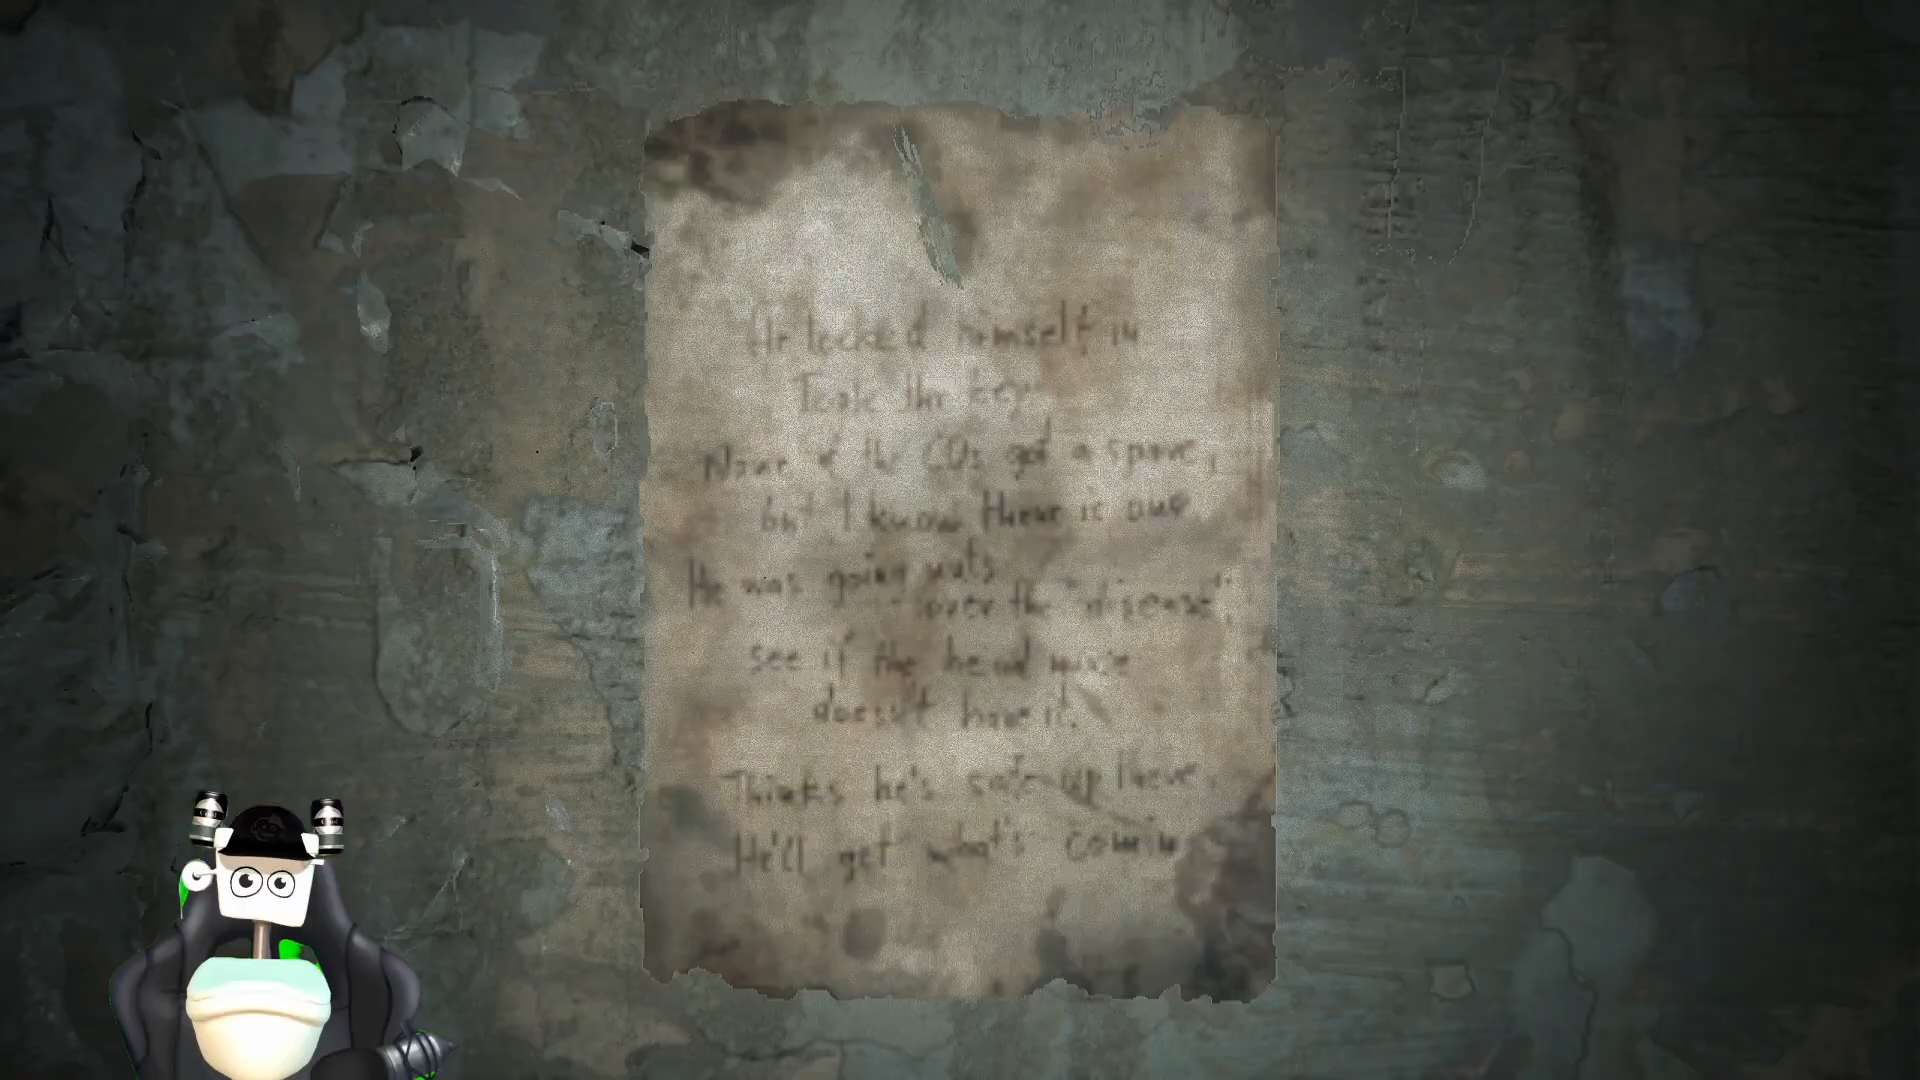 He locked himself in
Took the key
None of the COs got a spare,
but I know there is one
He was going nuts
over the "disease",
see if the head nurse
doesn't have it.
Thinks he's safe up there.
He'll get what's comin